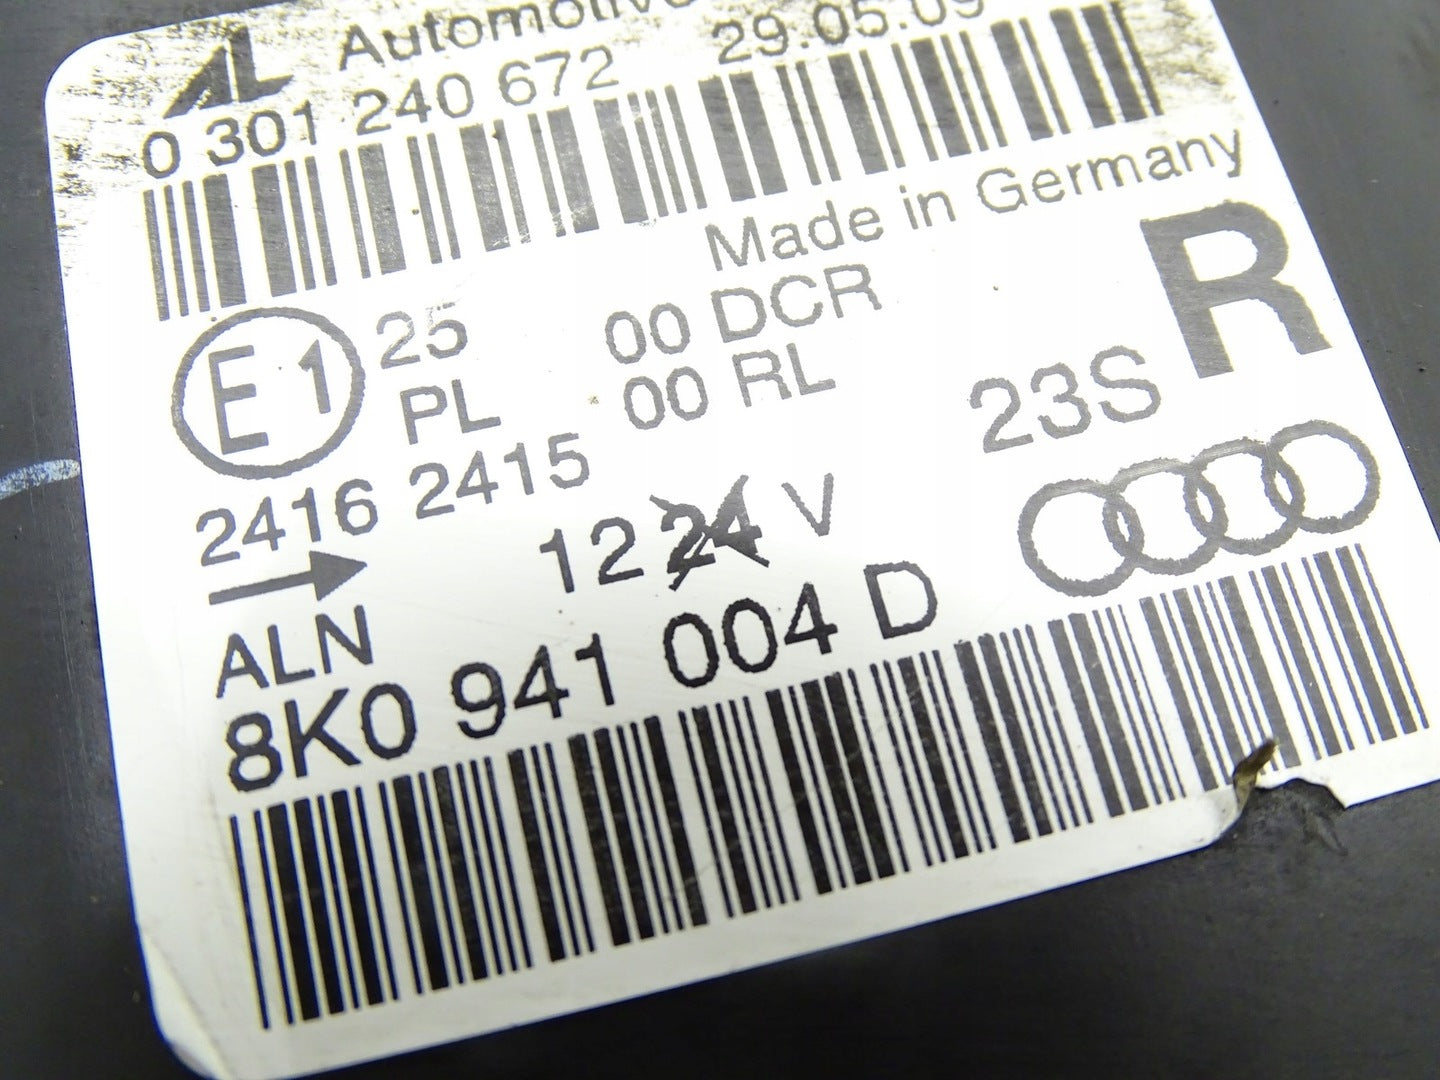 AL Automotive
0 301 240 672 29.05.09
Made in Germany
E1 25 00 DCR R
PL 00 RL
2416 2415 23S
12 24 V
ALN
8K0 941 004 D